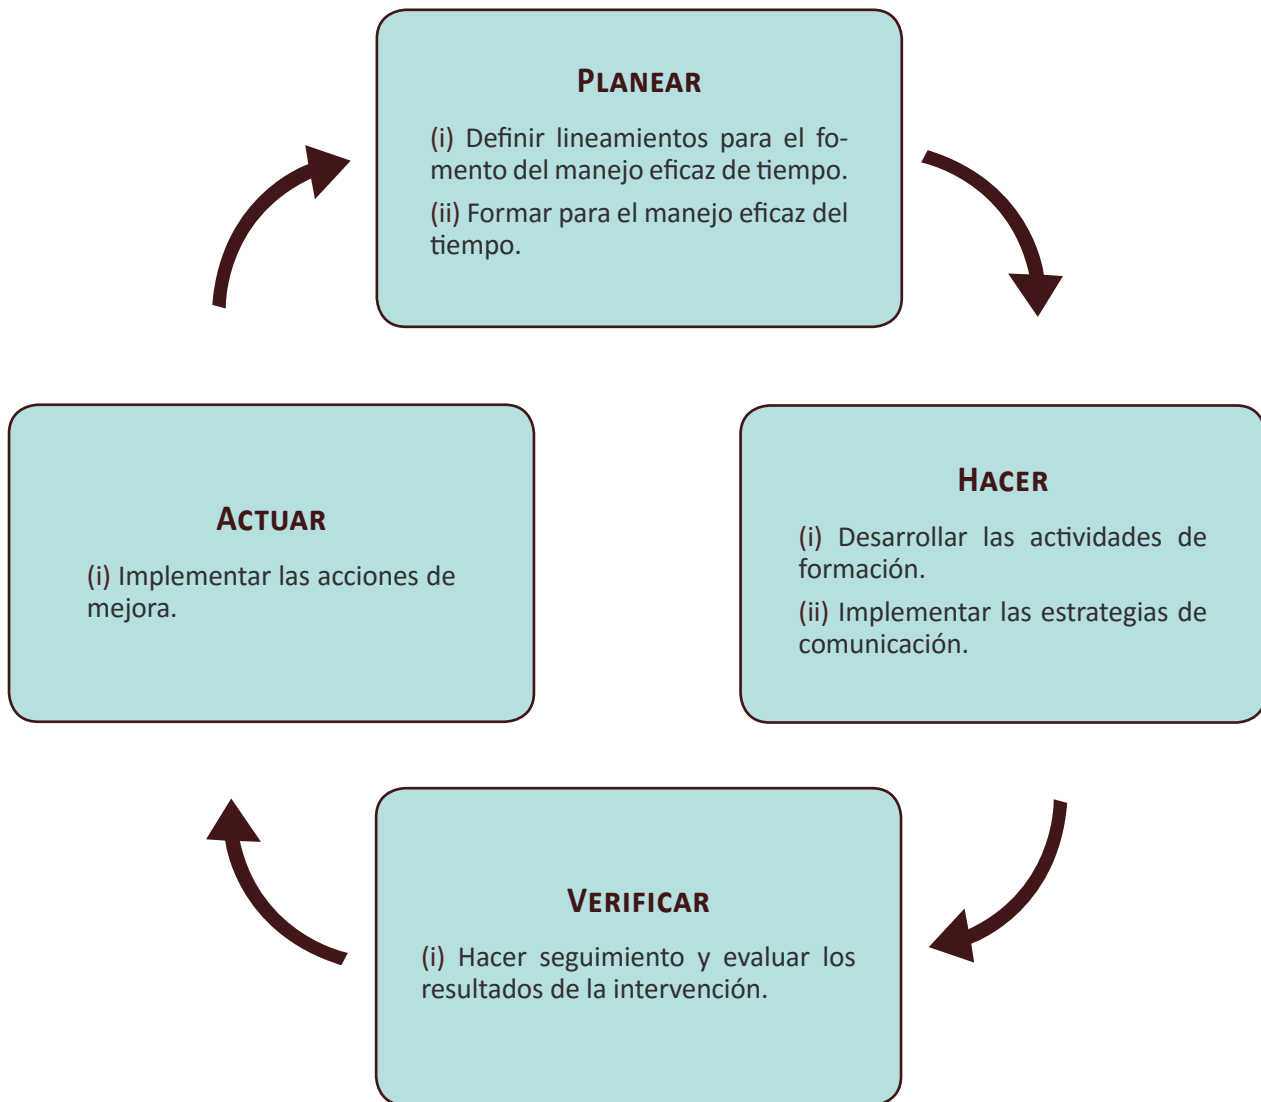 PLANEAR
(i) Definir lineamientos para el fo-
mento del manejo eficaz de tiempo.
(ii) Formar para el manejo eficaz del
tiempo.
HACER
(i) Desarrollar las actividades de
formación.
(ii) Implementar las estrategias de
comunicación.
VERIFICAR
(i) Hacer seguimiento y evaluar los
resultados de la intervención.
ACTUAR
(i) Implementar las acciones de
mejora.